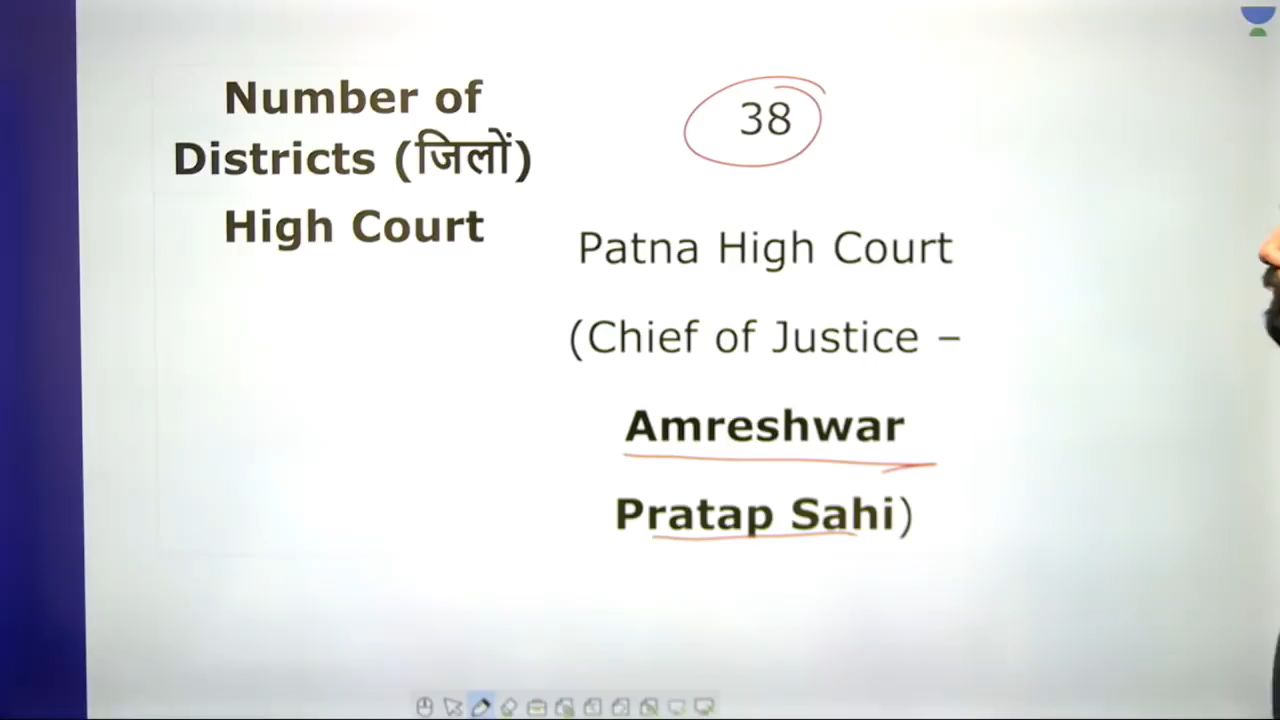 Number of
Districts (जिलों)
38
High Court
Patna High Court
(Chief of Justice –
Amreshwar
Pratap Sahi)